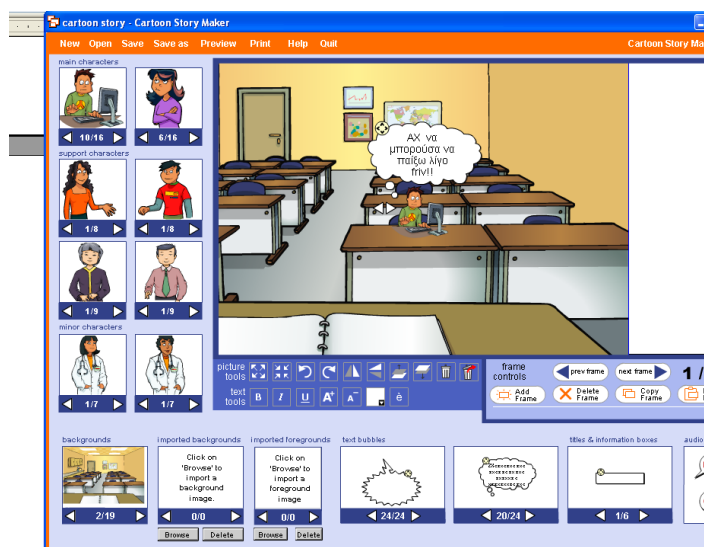 cartoon story - Cartoon Story Maker
New Open Save Save as Preview Print Help Quit
Cartoon Story Ma
main characters
10/16
6/16
support characters
1/8
1/8
1/9
1/9
minor characters
1/7
1/7
ΑΧ να
μπορούσα να
παίξω λίγο
friv!!
picture
tools
text
tools
B I U A+ A- è
frame
controls
prev frame
next frame
1 /
Add
Frame
Delete
Frame
Copy
Frame
backgrounds
2/19
imported backgrounds
Click on
'Browse' to
import a
background
image.
0/0
Browse Delete
imported foregrounds
Click on
'Browse' to
import a
foreground
image
0/0
Browse Delete
text bubbles
24/24
20/24
titles & information boxes
1/6
audio